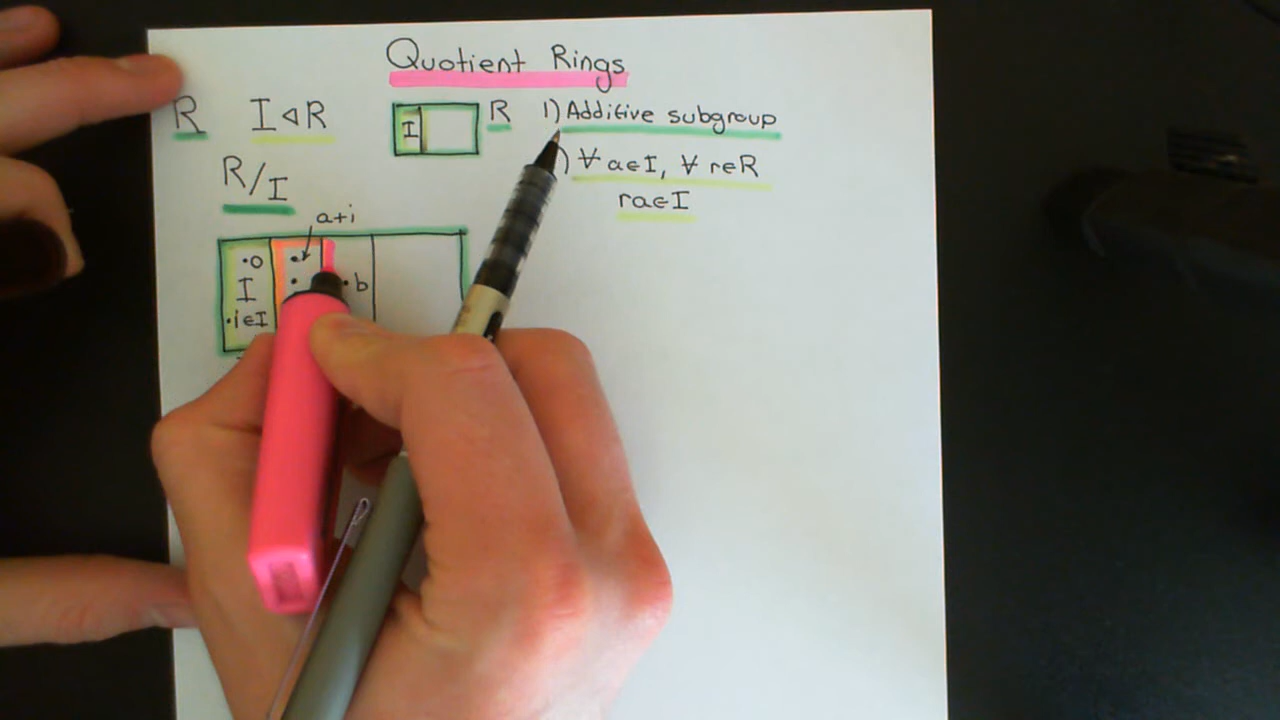 Quotient Rings
R I ⊲ R
I R
1) Additive subgroup
) ∀ a∈I, ∀ r∈R
ra∈I
R/I
a+i
·0
I
·i∈I
·b